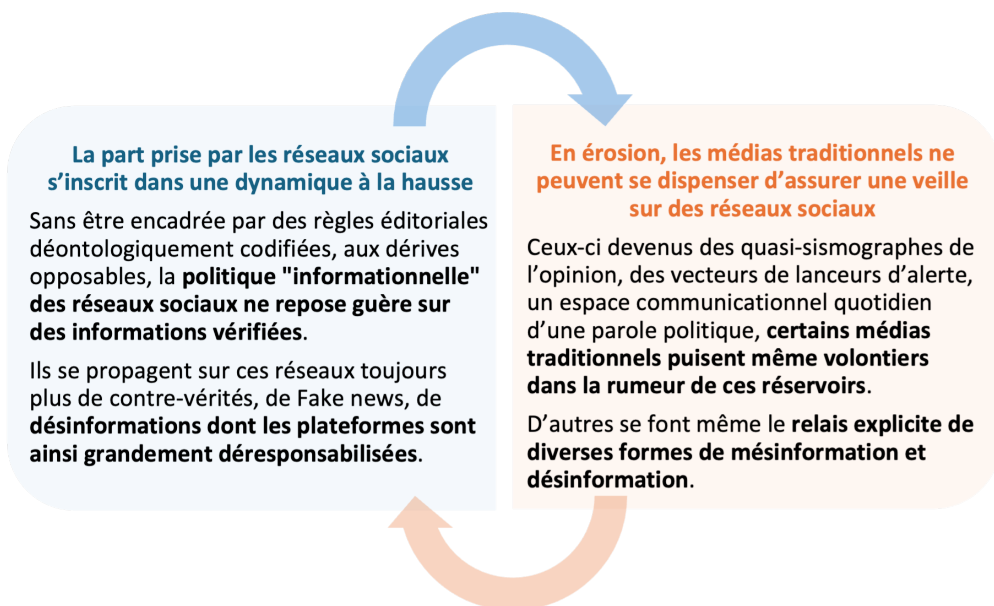 La part prise par les réseaux sociaux
s’inscrit dans une dynamique à la hausse
Sans être encadrée par des règles éditoriales
déontologiquement codifiées, aux dérives
opposables, la politique "informationnelle"
des réseaux sociaux ne repose guère sur
des informations vérifiées.
Ils se propagent sur ces réseaux toujours
plus de contre-vérités, de Fake news, de
désinformations dont les plateformes sont
ainsi grandement déresponsabilisées.
En érosion, les médias traditionnels ne
peuvent se dispenser d’assurer une veille
sur des réseaux sociaux
Ceux-ci devenus des quasi-sismographes de
l’opinion, des vecteurs de lanceurs d’alerte,
un espace communicationnel quotidien
d’une parole politique, certains médias
traditionnels puisent même volontiers
dans la rumeur de ces réservoirs.
D’autres se font même le relais explicite de
diverses formes de mésinformation et
désinformation.